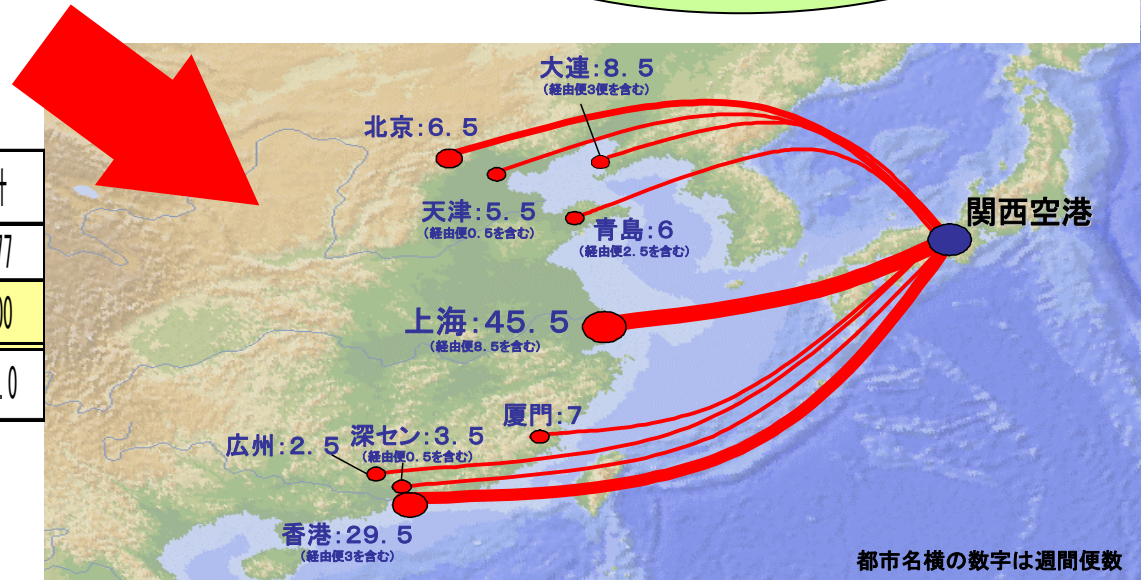 大連:8.5
(経由便3便を含む)
北京:6.5
天津:5.5
(経由便0.5便を含む)
青島:6
(経由便2.5便を含む)
関西空港
上海:45.5
(経由便8.5を含む)
厦門:7
広州:2.5
深セン:3.5
(経由便0.5を含む)
香港:29.5
(経由便3を含む)
都市名横の数字は週間便数